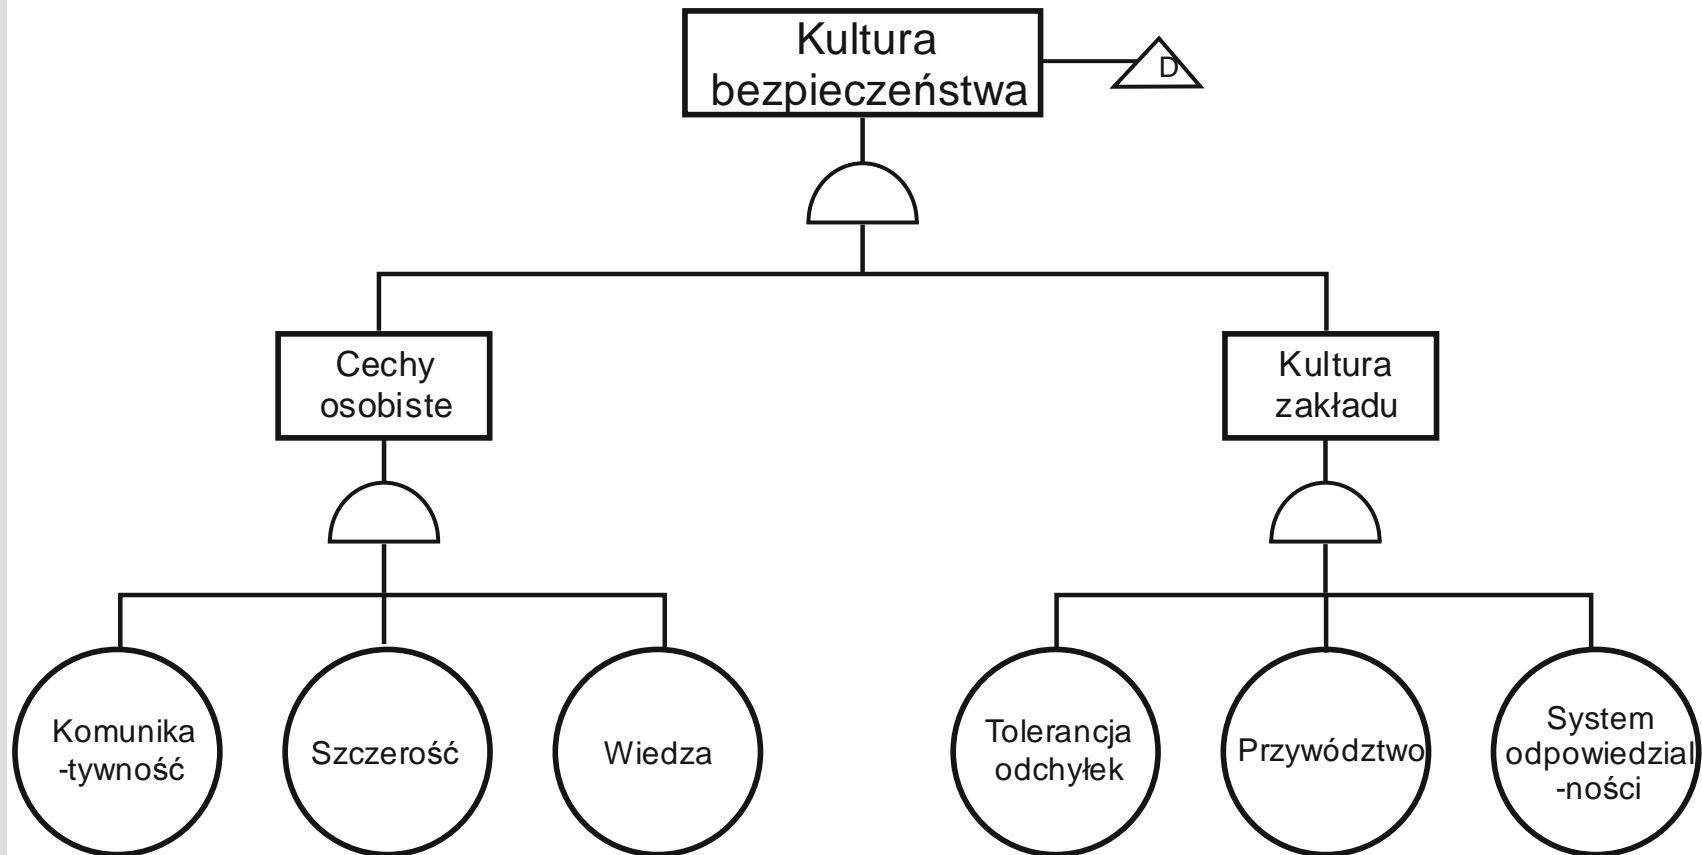 Kultura
bezpieczeństwa
D
Cechy
osobiste
Kultura
zakładu
Komunika
-tywność
Szczerość
Wiedza
Tolerancja
odchyłek
Przywództwo
System
odpowiedzial
-ności